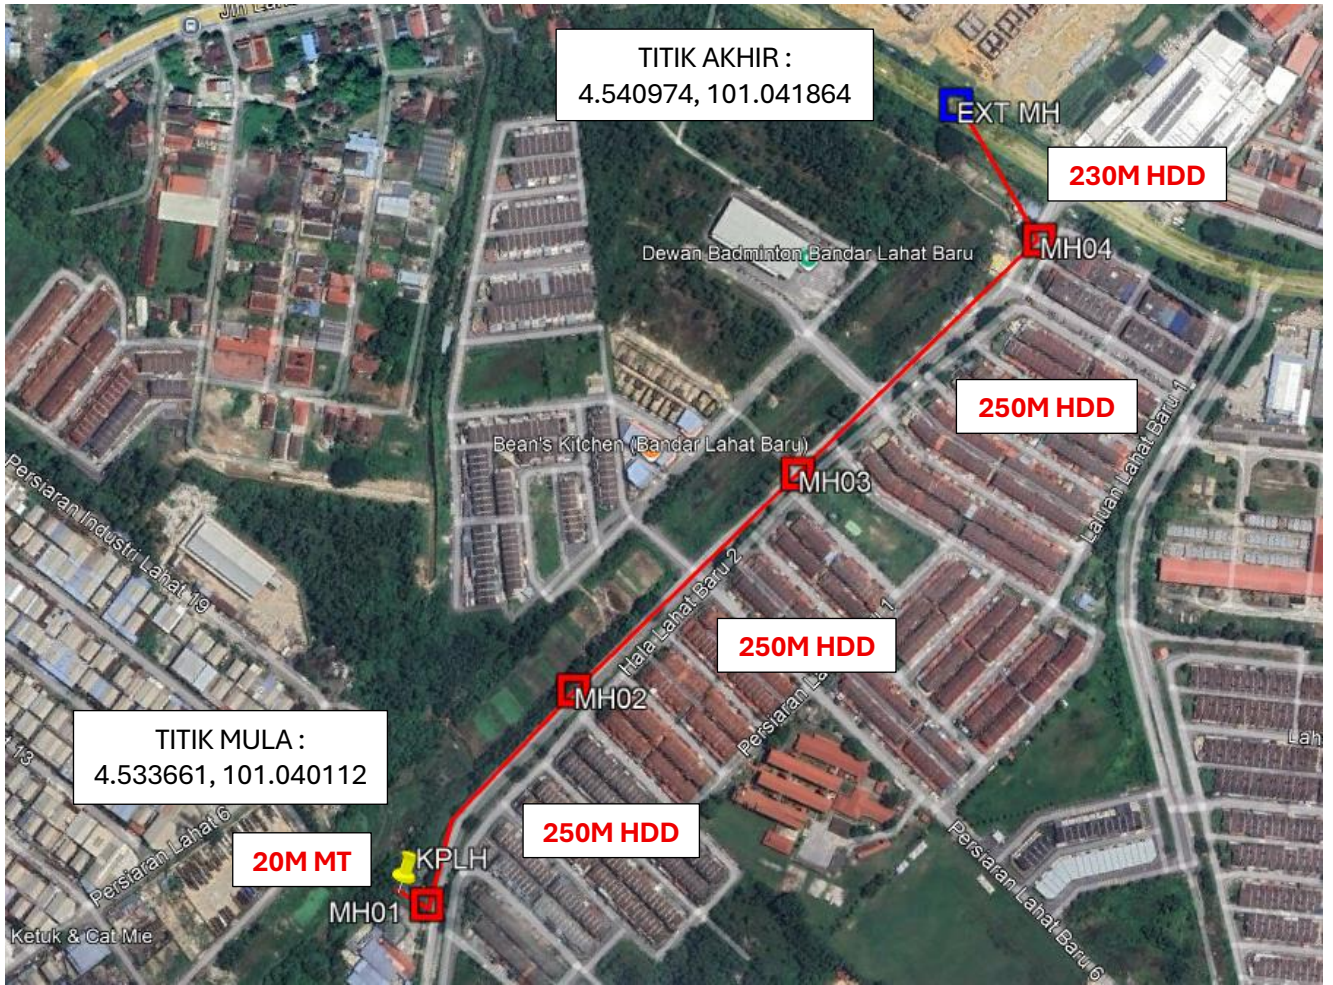 TITIK AKHIR :
4.540974, 101.041864
EXT MH
230M HDD
MH04
Dewan Badminton Bandar Lahat Baru
250M HDD
Laluan Lahat Baru 1
Bean's Kitchen (Bandar Lahat Baru)
MH03
Persiaran Industri Lahat 19
Hala Lahat Baru 2
250M HDD
MH02
TITIK MULA :
4.533661, 101.040112
13
Persiaran Lahat 6
250M HDD
20M MT
KPLH
MH01
Persiaran Lahat Baru 6
Ketuk & Cat Mie